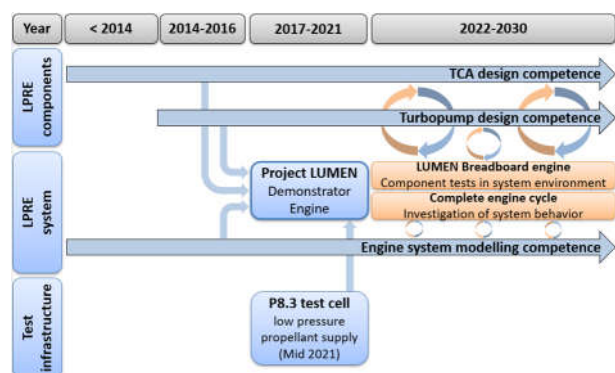 Year
< 2014
2014-2016
2017-2021
2022-2030
LPRE
components
TCA design competence
Turbopump design competence
LPRE
system
Project LUMEN
Demonstrator
Engine
LUMEN Breadboard engine
Component tests in system environment
Complete engine cycle
Investigation of system behavior
Engine system modelling competence
Test
infrastructure
P8.3 test cell
low pressure
propellant supply
(Mid 2021)